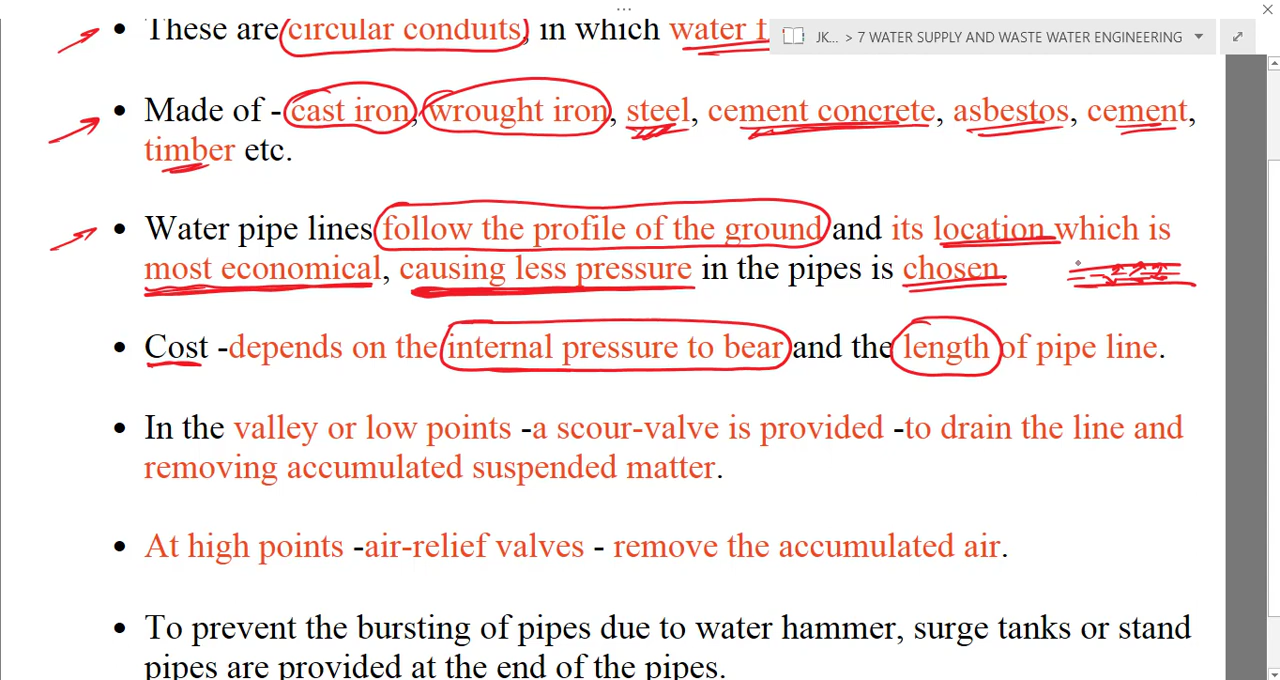 These are circular conduits, in which water f
JK... > 7 WATER SUPPLY AND WASTE WATER ENGINEERING
• Made of - cast iron, wrought iron, steel, cement concrete, asbestos, cement,
timber etc.
• Water pipe lines follow the profile of the ground and its location which is
most economical, causing less pressure in the pipes is chosen.
• Cost -depends on the internal pressure to bear and the length of pipe line.
• In the valley or low points -a scour-valve is provided -to drain the line and
removing accumulated suspended matter.
• At high points -air-relief valves - remove the accumulated air.
• To prevent the bursting of pipes due to water hammer, surge tanks or stand
pipes are provided at the end of the pipes.